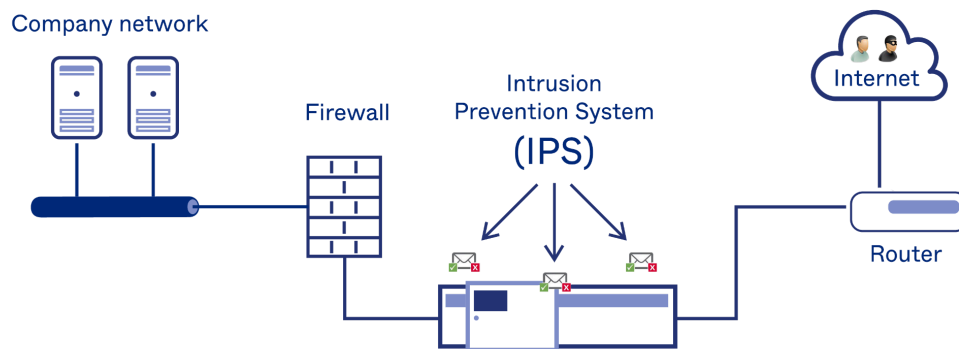 Company network
Firewall
Intrusion
Prevention System
(IPS)
Internet
Router